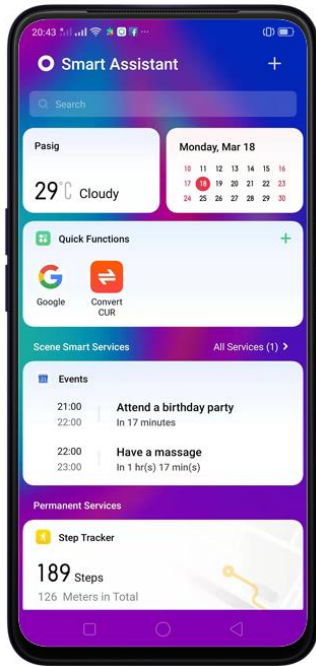 20:43
Smart Assistant
Search
Pasig
29°C Cloudy
Monday, Mar 18
10 11 12 13 14 15 16
17 18 19 20 21 22 23
24 25 26 27 28 29 30
Quick Functions
Google
Convert
CUR
Scene Smart Services
All Services (1)
Events
21:00
22:00
Attend a birthday party
In 17 minutes
22:00
23:00
Have a massage
In 1 hr(s) 17 min(s)
Permanent Services
Step Tracker
189 Steps
126 Meters in Total